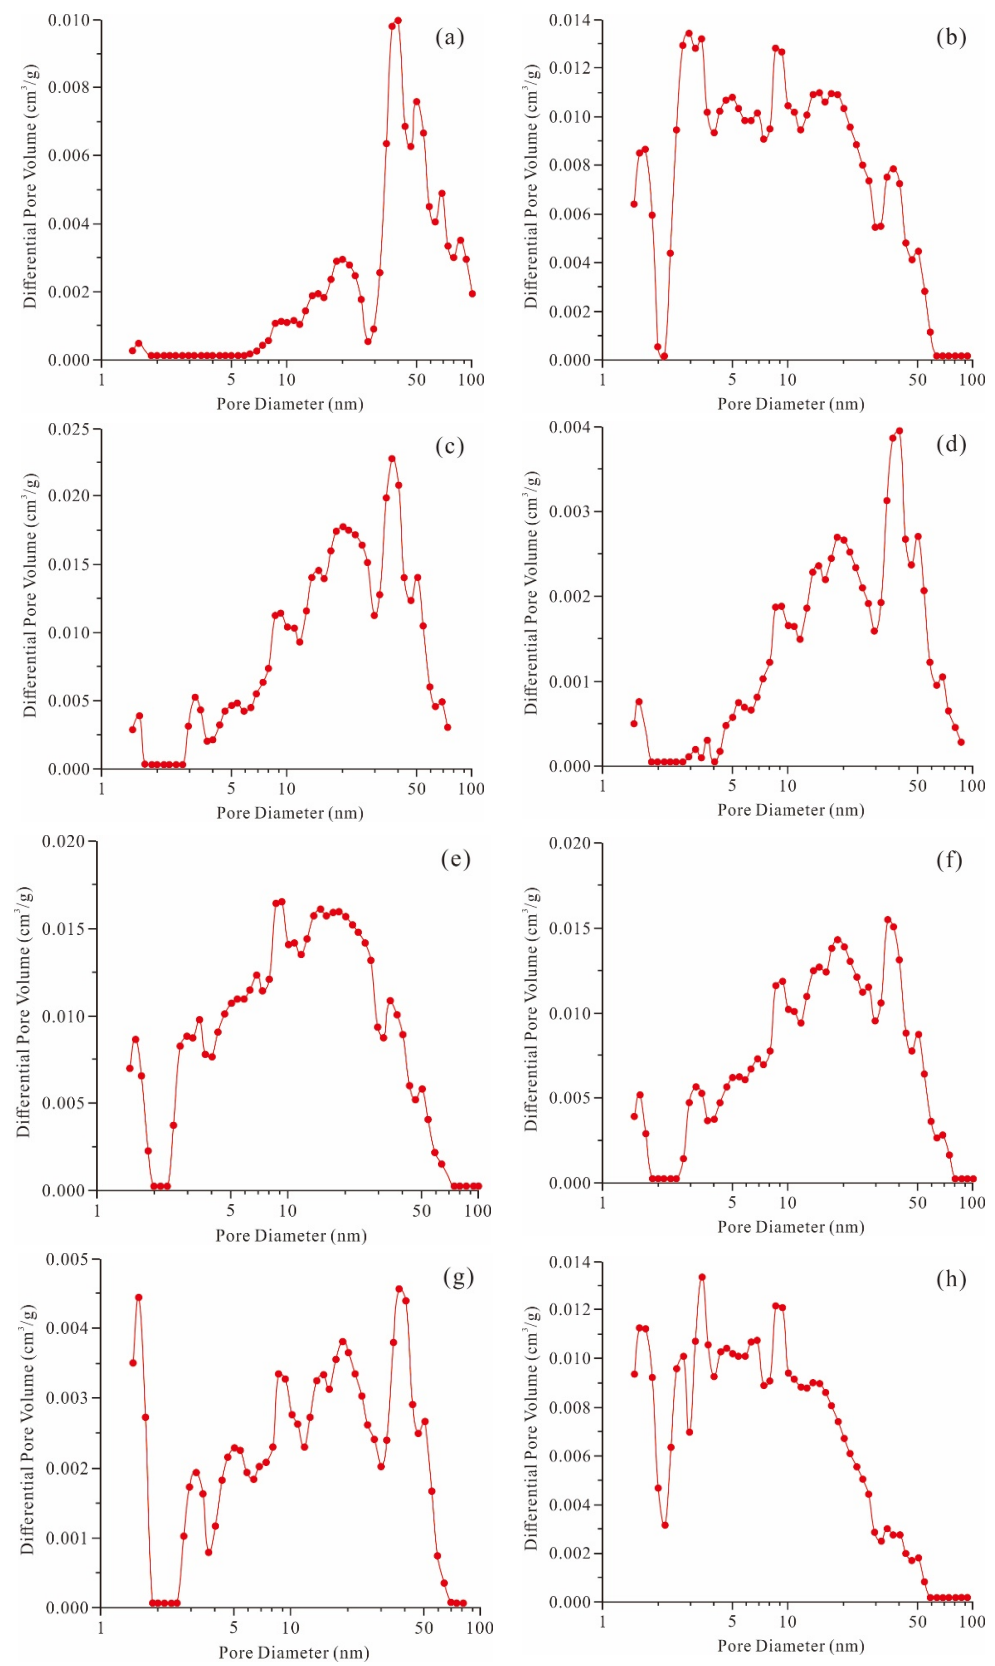 (a)
Differential Pore Volume (cm³/g)
0.010
0.008
0.006
0.004
0.002
0.000
1 5 10 50 100
Pore Diameter (nm)
(b)
Differential Pore Volume (cm³/g)
0.014
0.012
0.010
0.008
0.006
0.004
0.002
0.000
1 5 10 50 100
Pore Diameter (nm)
(c)
Differential Pore Volume (cm³/g)
0.025
0.020
0.015
0.010
0.005
0.000
1 5 10 50 100
Pore Diameter (nm)
(d)
Differential Pore Volume (cm³/g)
0.004
0.003
0.002
0.001
0.000
1 5 10 50 100
Pore Diameter (nm)
(e)
Differential Pore Volume (cm³/g)
0.020
0.015
0.010
0.005
0.000
1 5 10 50 100
Pore Diameter (nm)
(f)
Differential Pore Volume (cm³/g)
0.020
0.015
0.010
0.005
0.000
1 5 10 50 100
Pore Diameter (nm)
(g)
Differential Pore Volume (cm³/g)
0.005
0.004
0.003
0.002
0.001
0.000
1 5 10 50 100
Pore Diameter (nm)
(h)
Differential Pore Volume (cm³/g)
0.014
0.012
0.010
0.008
0.006
0.004
0.002
0.000
1 5 10 50 100
Pore Diameter (nm)